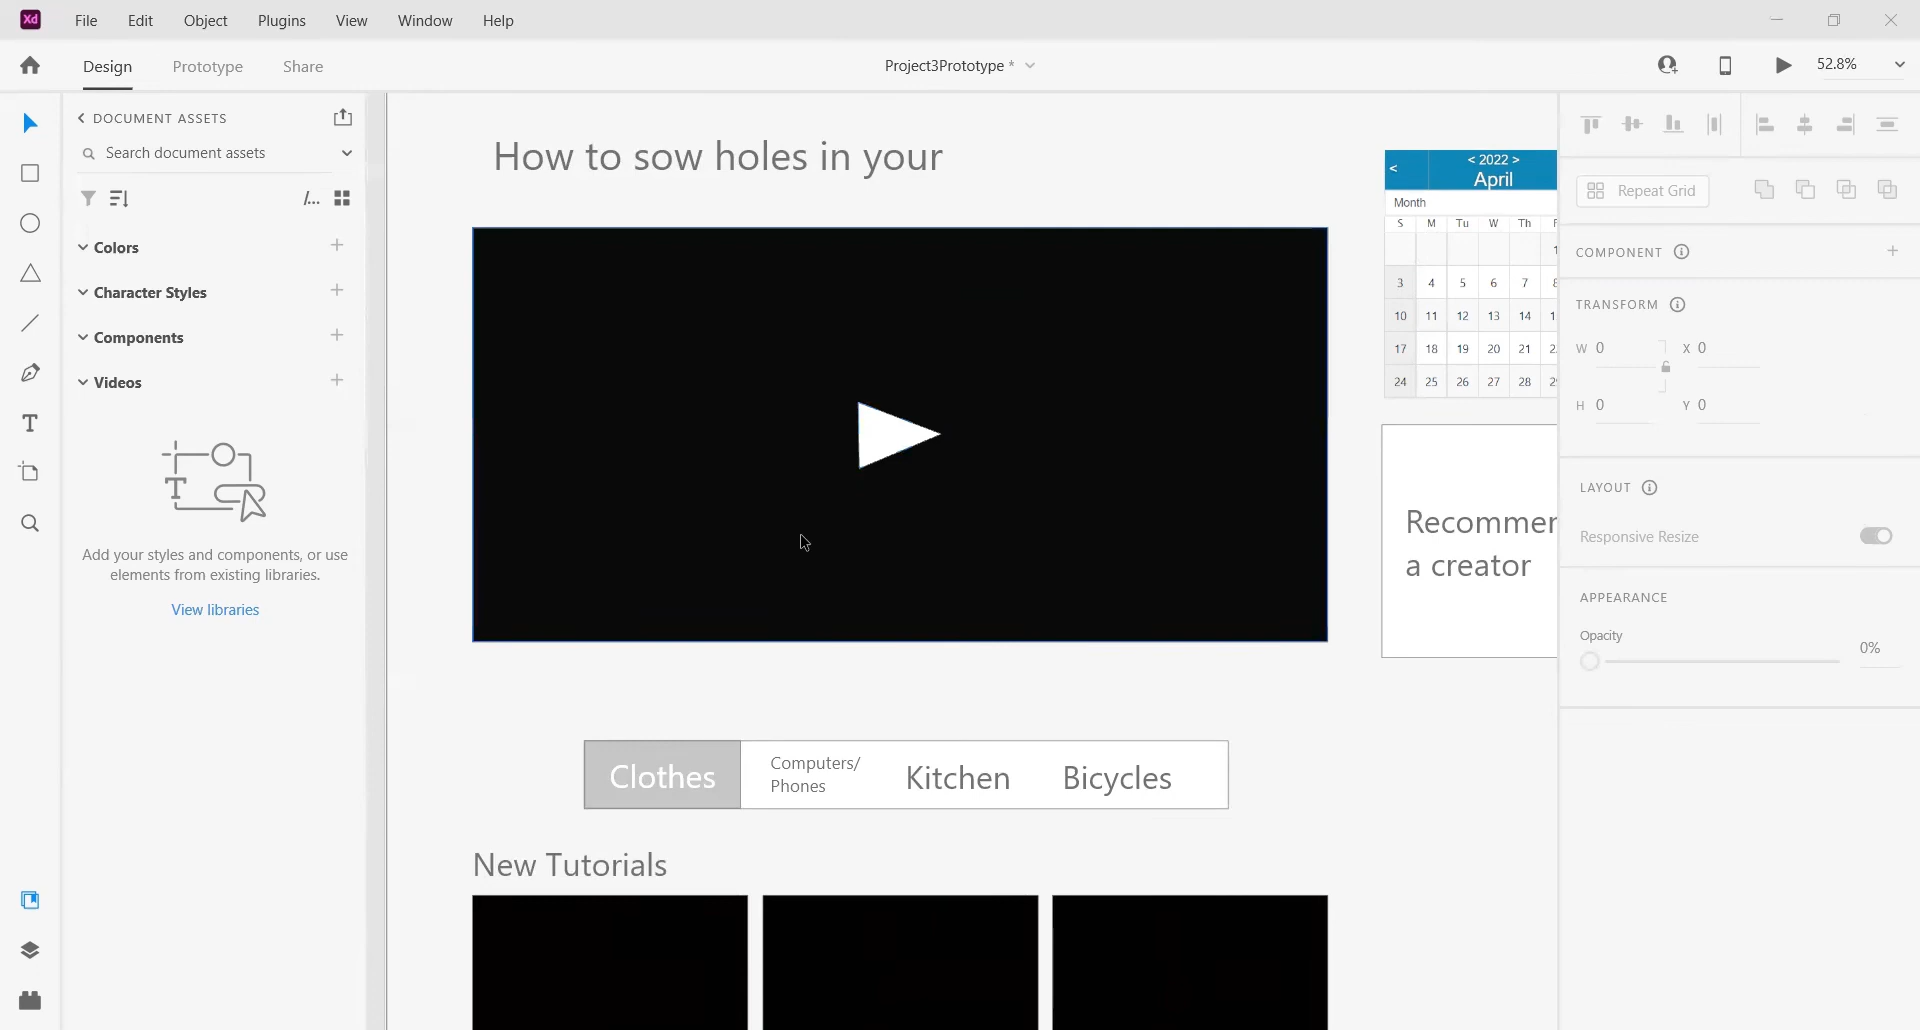 Xd File Edit Object Plugins View Window Help
Design Prototype Share
Project3Prototype *
52.8%
DOCUMENT ASSETS
Search document assets
/...
Colors
Character Styles
Components
Videos
Add your styles and components, or use
elements from existing libraries.
View libraries
How to sow holes in your
Clothes
Computers/
Phones
Kitchen
Bicycles
New Tutorials
<
< 2022 >
April
Month
S M Tu W Th
3 4 5 6 7
10 11 12 13 14
17 18 19 20 21
24 25 26 27 28
Recommen
a creator
Repeat Grid
COMPONENT
TRANSFORM
W 0 X 0
H 0 Y 0
LAYOUT
Responsive Resize
APPEARANCE
Opacity
0%